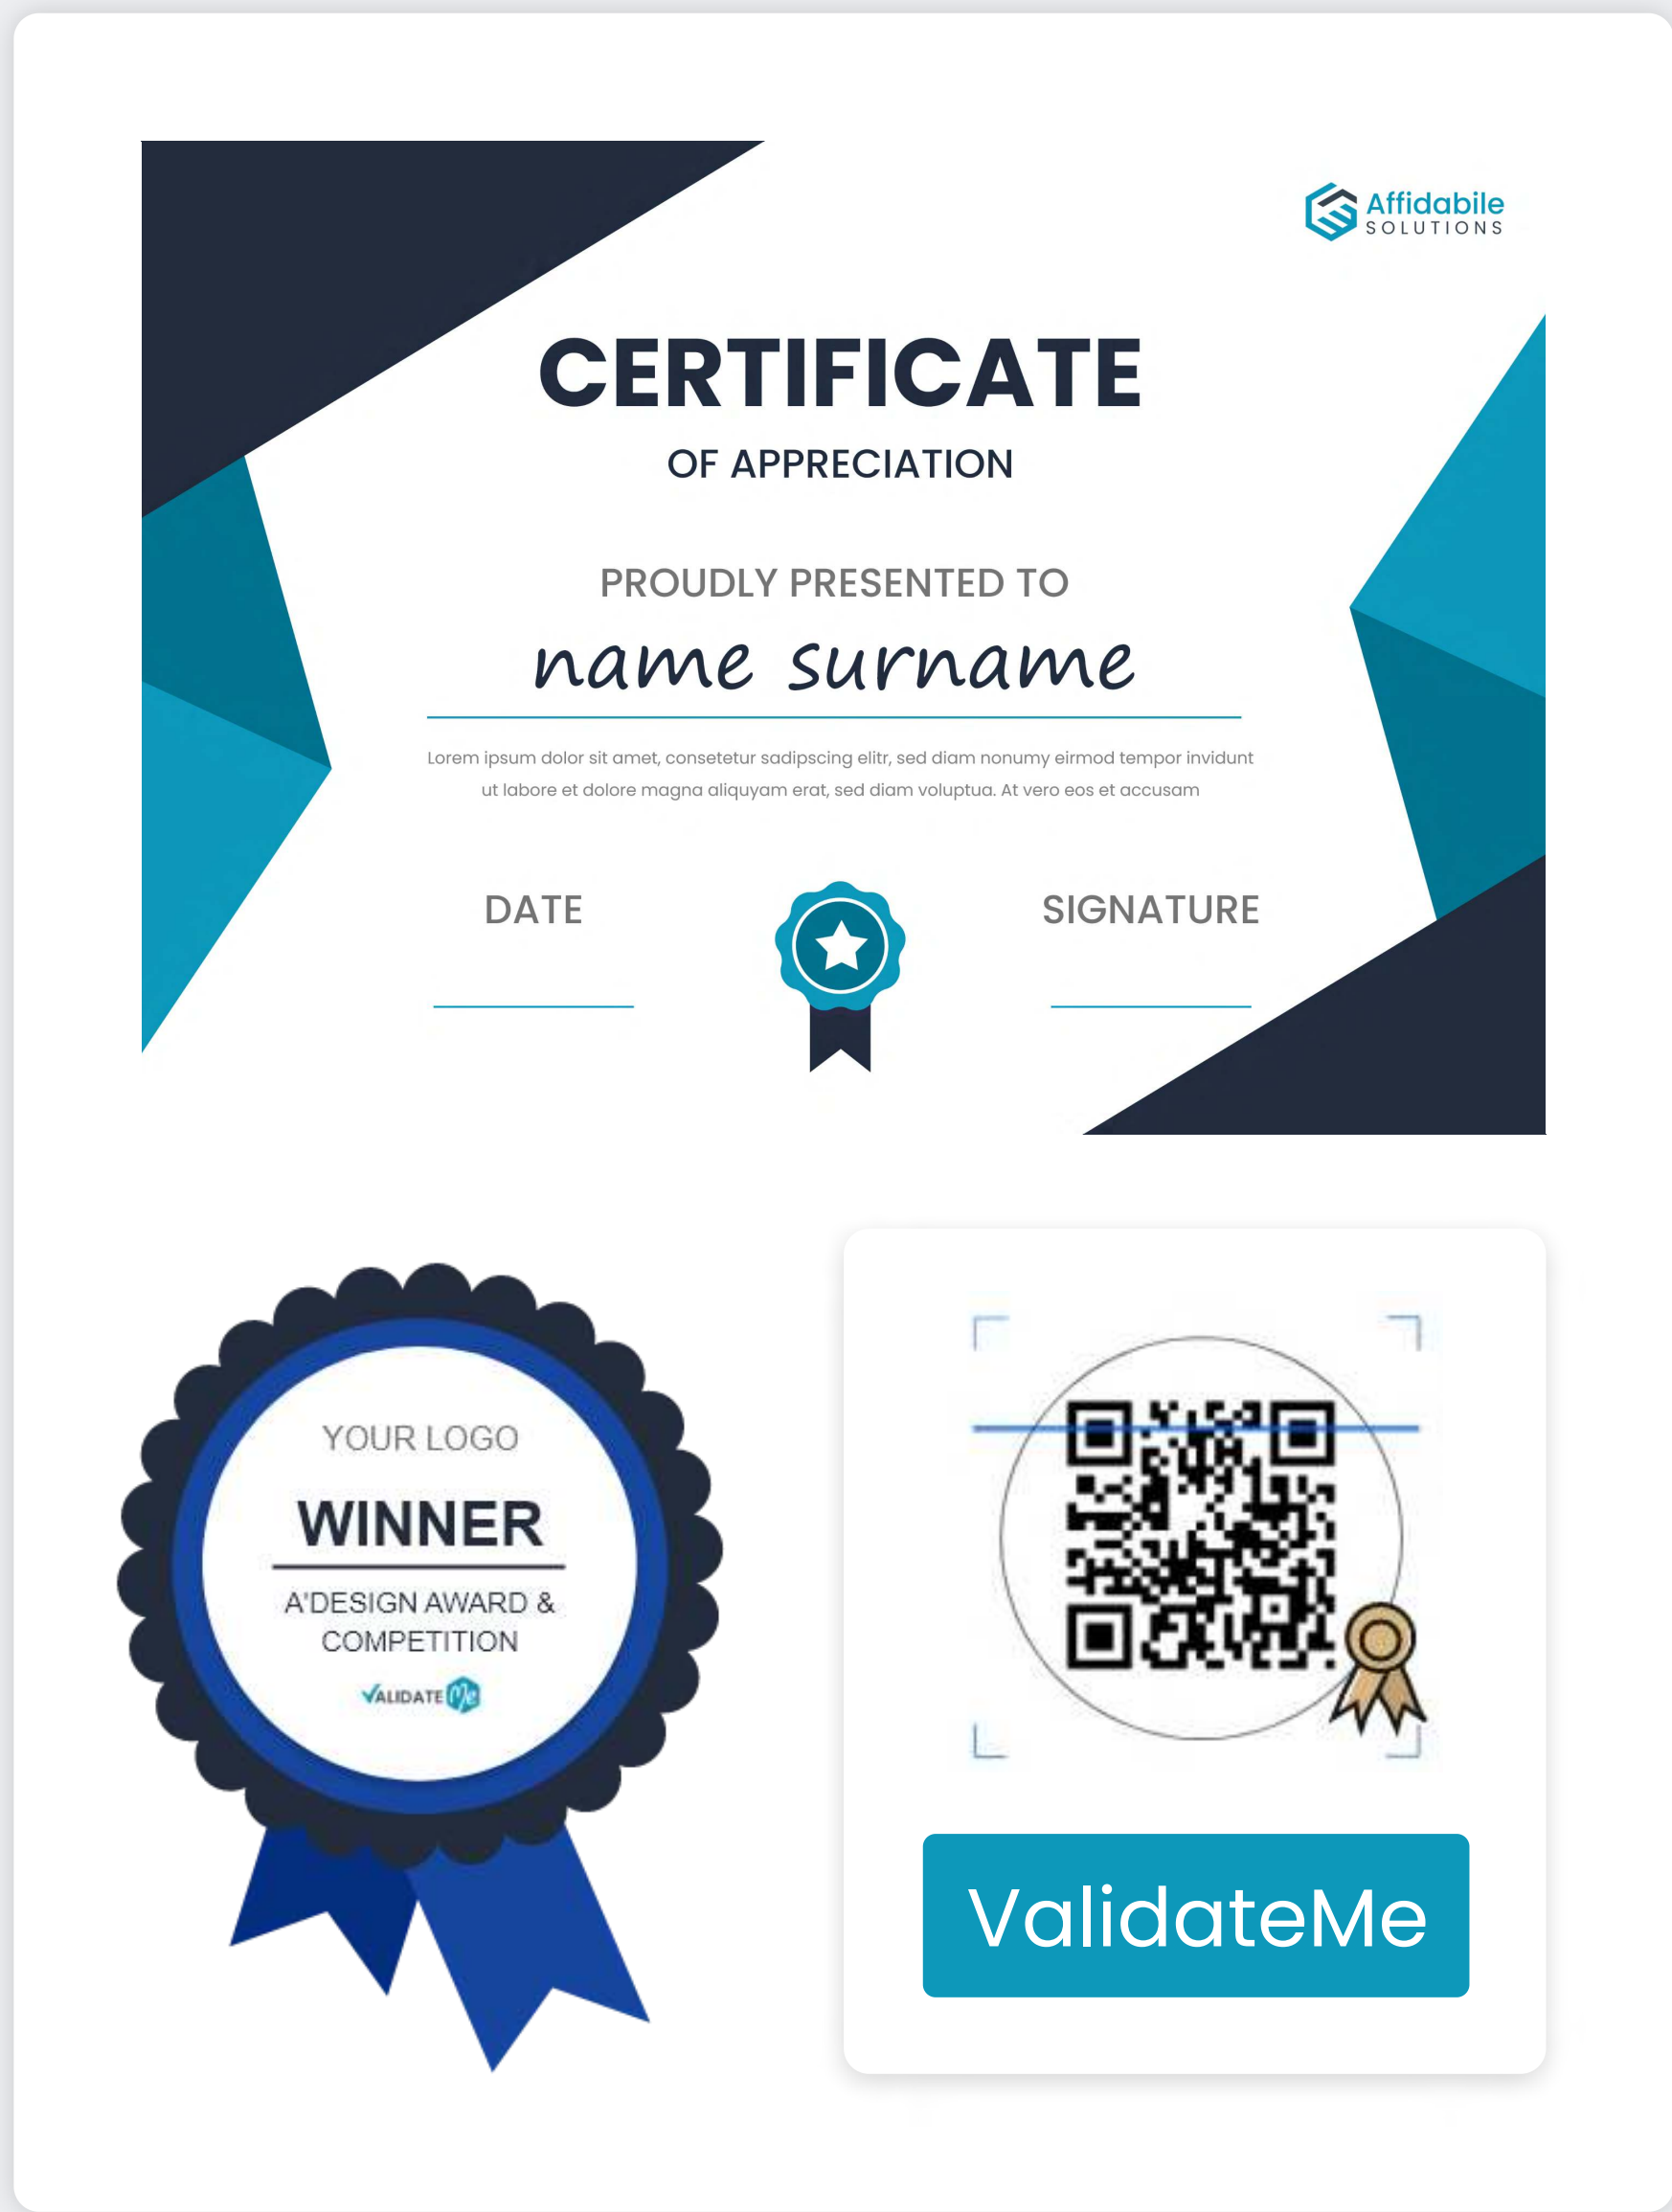 Affidabile
SOLUTIONS
CERTIFICATE
OF APPRECIATION
PROUDLY PRESENTED TO
name surname
Lorem ipsum dolor sit amet, consetetur sadipscing elitr, sed diam nonumy eirmod tempor invidunt
ut labore et dolore magna aliquyam erat, sed diam voluptua. At vero eos et accusam
DATE
SIGNATURE
YOUR LOGO
WINNER
A'DESIGN AWARD &
COMPETITION
VALIDATE Me
ValidateMe